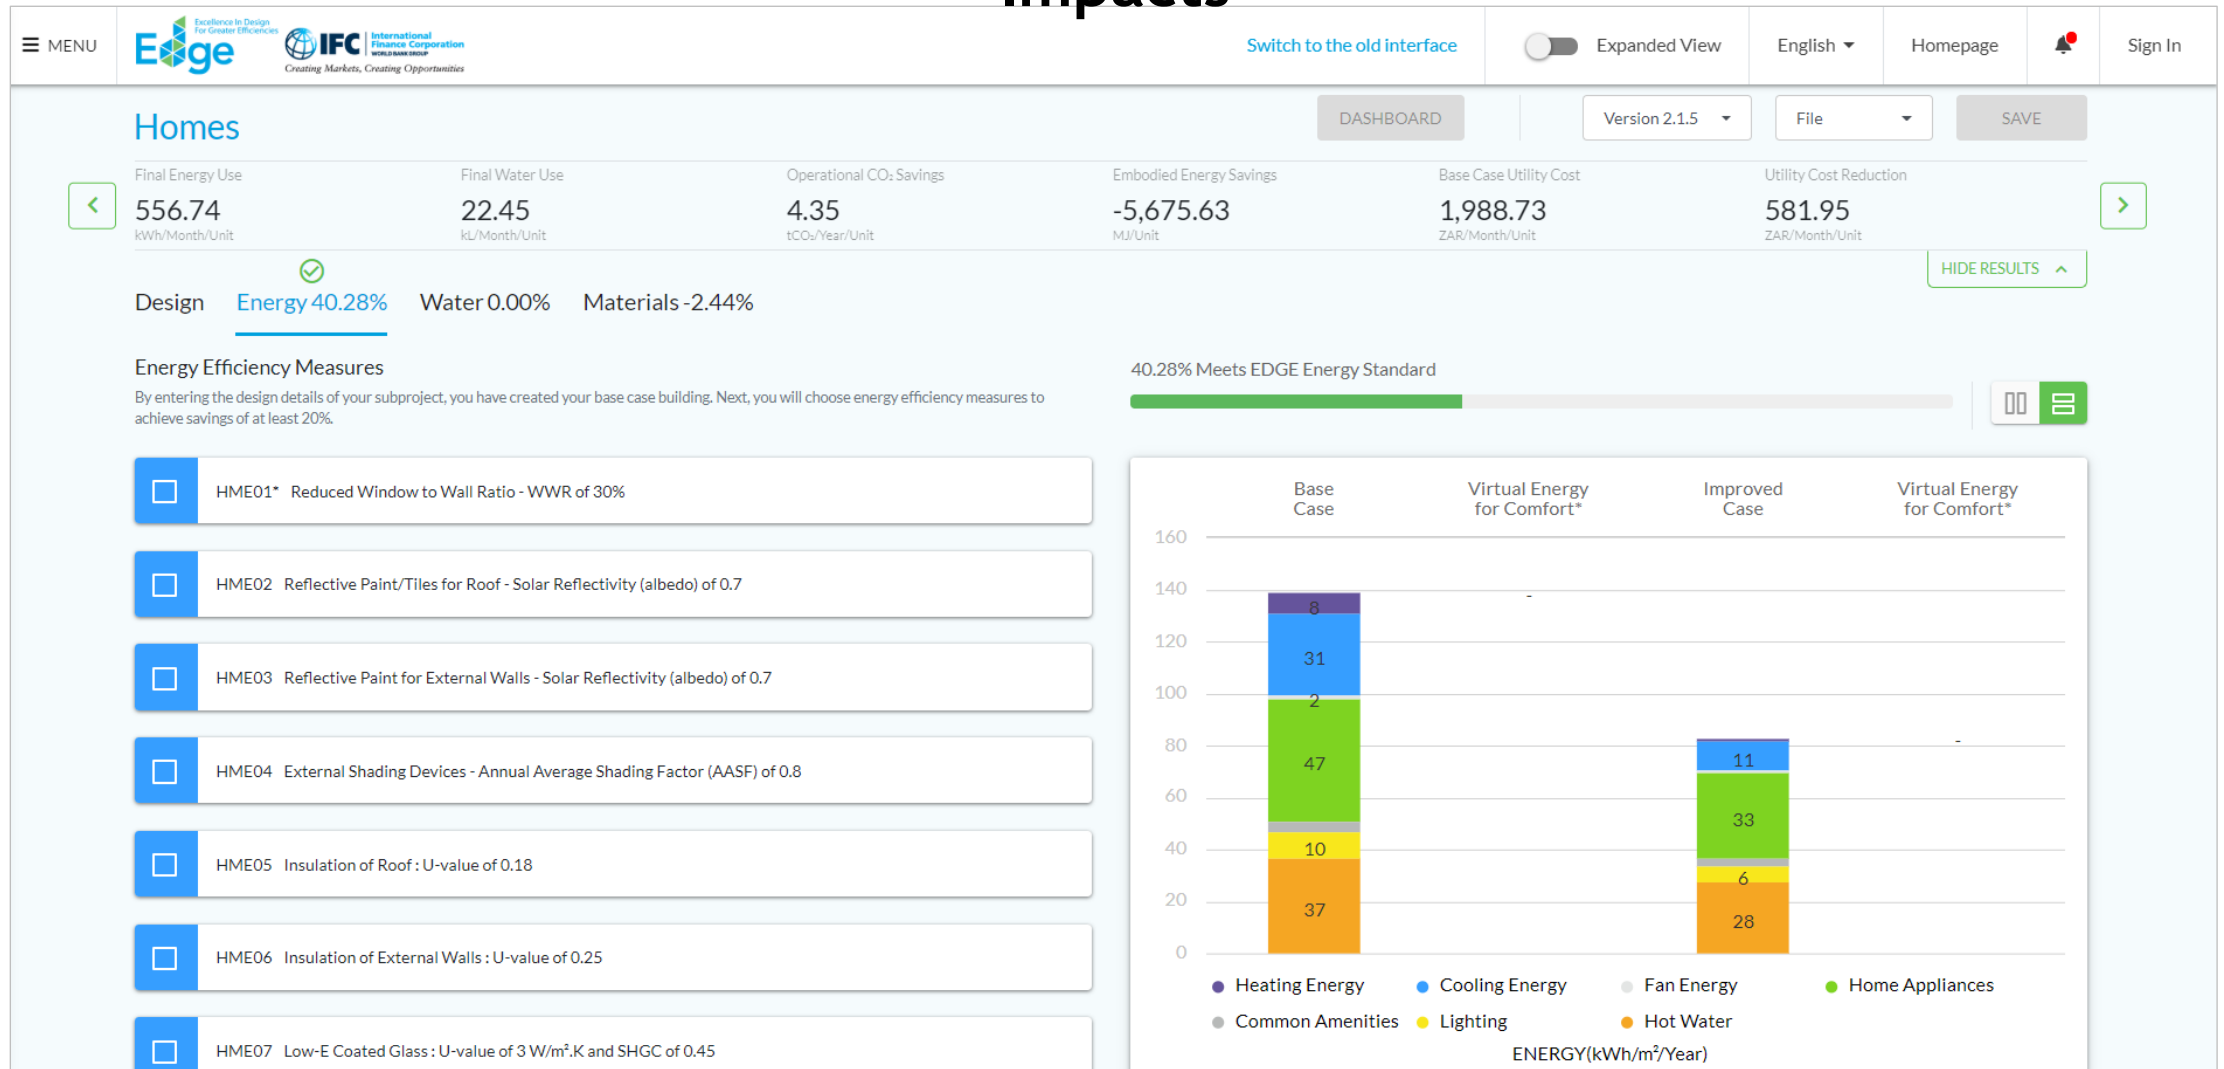 Impacts
MENU
Edge
Excellence In Design
For Greater Efficiencies
IFC
International
Finance Corporation
WORLD BANK GROUP
Creating Markets, Creating Opportunities
Switch to the old interface
Expanded View
English
Homepage
Sign In
Homes
DASHBOARD
Version 2.1.5
File
SAVE
Final Energy Use
556.74
kWh/Month/Unit
Final Water Use
22.45
kL/Month/Unit
Operational CO₂ Savings
4.35
tCO₂/Year/Unit
Embodied Energy Savings
-5,675.63
MJ/Unit
Base Case Utility Cost
1,988.73
ZAR/Month/Unit
Utility Cost Reduction
581.95
ZAR/Month/Unit
HIDE RESULTS
Design Energy 40.28% Water 0.00% Materials -2.44%
Energy Efficiency Measures
By entering the design details of your subproject, you have created your base case building. Next, you will choose energy efficiency measures to
achieve savings of at least 20%.
HME01* Reduced Window to Wall Ratio - WWR of 30%
HME02 Reflective Paint/Tiles for Roof - Solar Reflectivity (albedo) of 0.7
HME03 Reflective Paint for External Walls - Solar Reflectivity (albedo) of 0.7
HME04 External Shading Devices - Annual Average Shading Factor (AASF) of 0.8
HME05 Insulation of Roof : U-value of 0.18
HME06 Insulation of External Walls : U-value of 0.25
HME07 Low-E Coated Glass : U-value of 3 W/m².K and SHGC of 0.45
40.28% Meets EDGE Energy Standard
Base
Case
Virtual Energy
for Comfort*
Improved
Case
Virtual Energy
for Comfort*
160
140
120
100
80
60
40
20
0
8
31
2
47
10
37
-
11
33
6
28
-
Heating Energy
Cooling Energy
Fan Energy
Home Appliances
Common Amenities
Lighting
Hot Water
ENERGY(kWh/m²/Year)